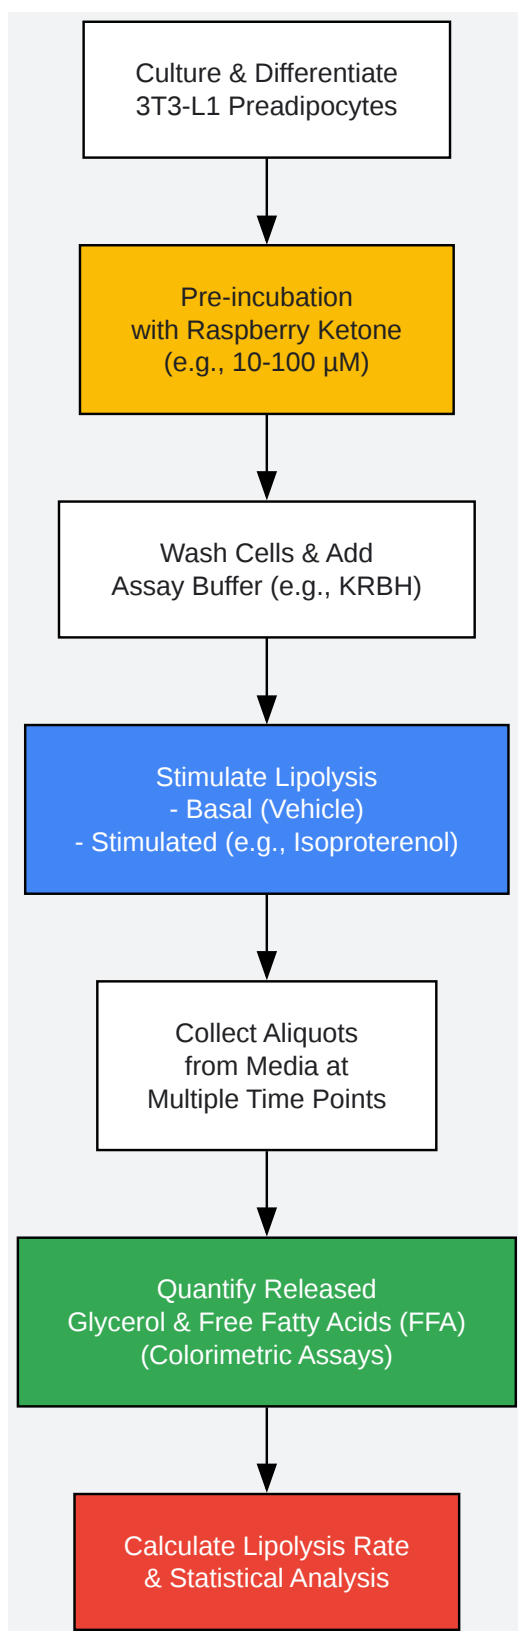 Culture & Differentiate
3T3-L1 Preadipocytes
Pre-incubation
with Raspberry Ketone
(e.g., 10-100 µM)
Wash Cells & Add
Assay Buffer (e.g., KRBH)
Stimulate Lipolysis
- Basal (Vehicle)
- Stimulated (e.g., Isoproterenol)
Collect Aliquots
from Media at
Multiple Time Points
Quantify Released
Glycerol & Free Fatty Acids (FFA)
(Colorimetric Assays)
Calculate Lipolysis Rate
& Statistical Analysis